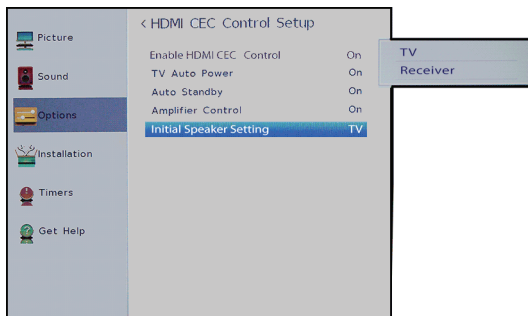 < HDMI CEC Control Setup
Picture
Sound
Options
Installation
Timers
Get Help
Enable HDMI CEC Control On
TV Auto Power On
Auto Standby On
Amplifier Control On
Initial Speaker Setting TV
TV
Receiver